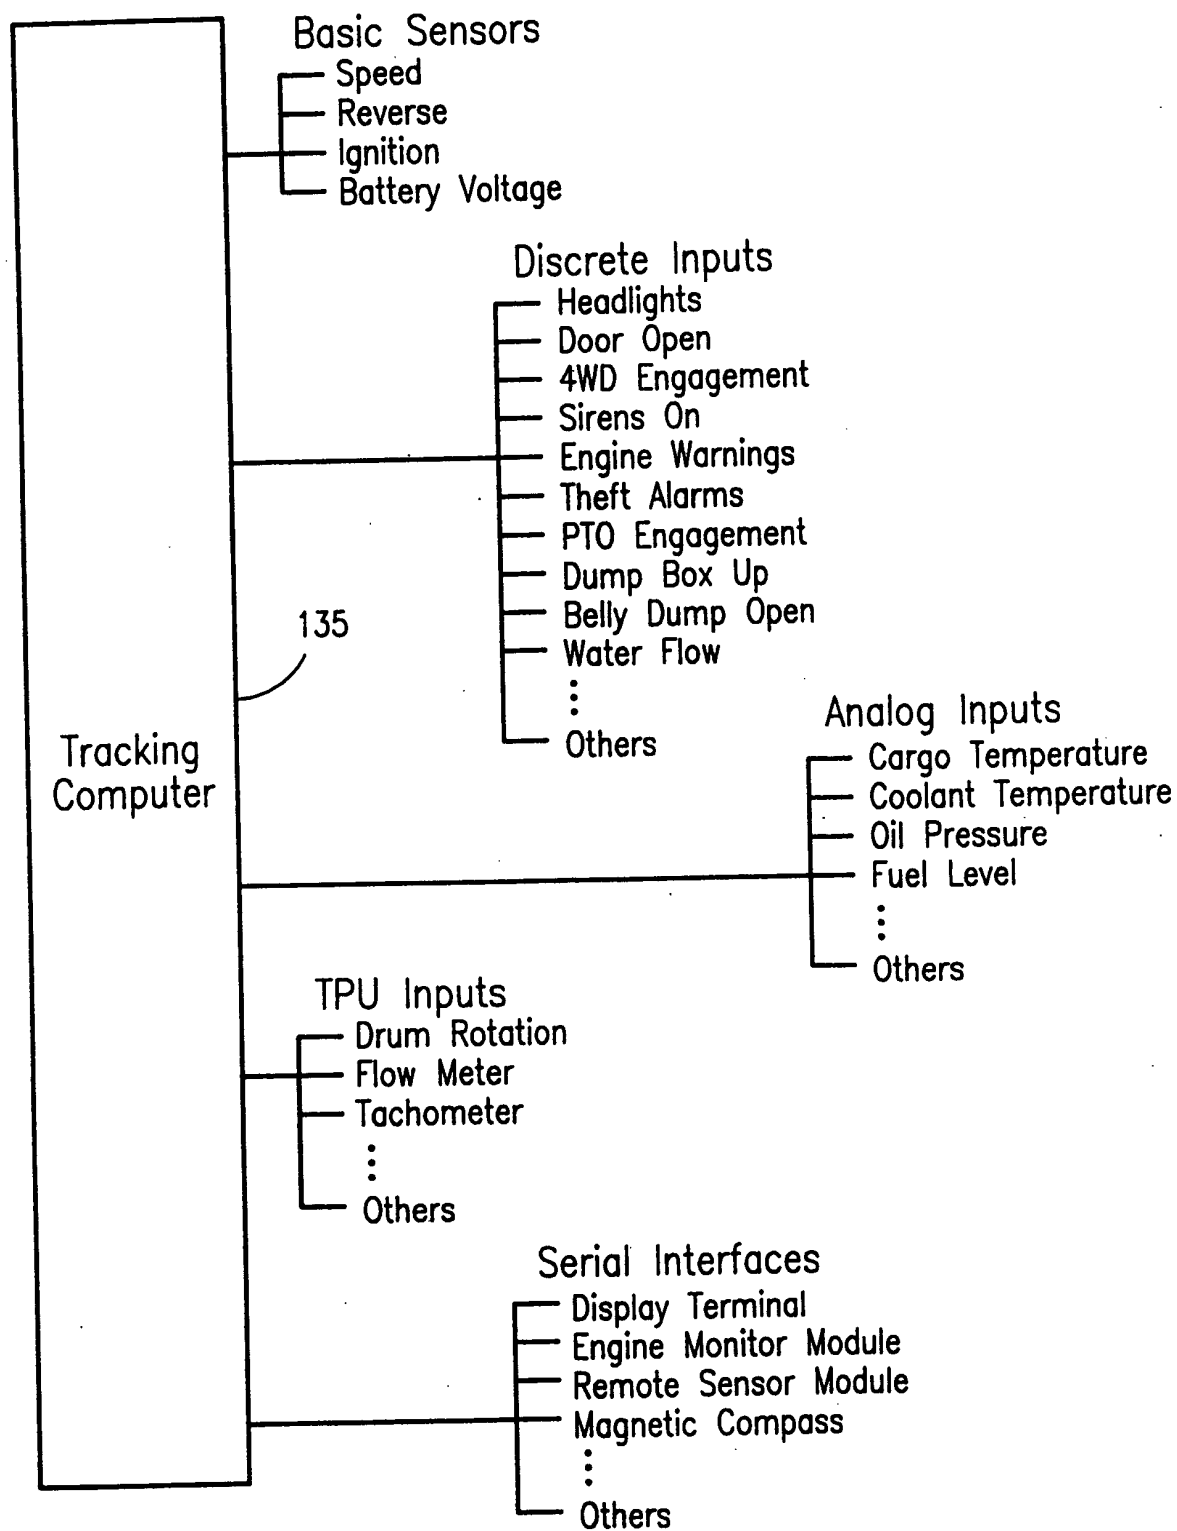 Basic Sensors
Speed
Reverse
Ignition
Battery Voltage
Discrete Inputs
Headlights
Door Open
4WD Engagement
Sirens On
Engine Warnings
Theft Alarms
PTO Engagement
Dump Box Up
Belly Dump Open
Water Flow
Others
135
Tracking
Computer
Analog Inputs
Cargo Temperature
Coolant Temperature
Oil Pressure
Fuel Level
Others
TPU Inputs
Drum Rotation
Flow Meter
Tachometer
Others
Serial Interfaces
Display Terminal
Engine Monitor Module
Remote Sensor Module
Magnetic Compass
Others